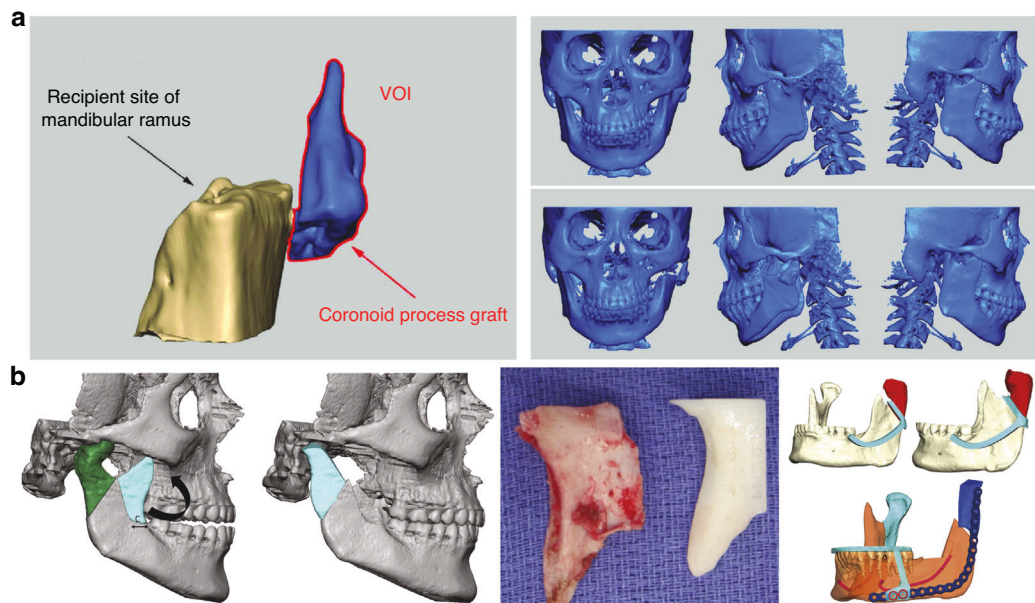 a
Recipient site of
mandibular ramus
VOI
Coronoid process graft
b
c